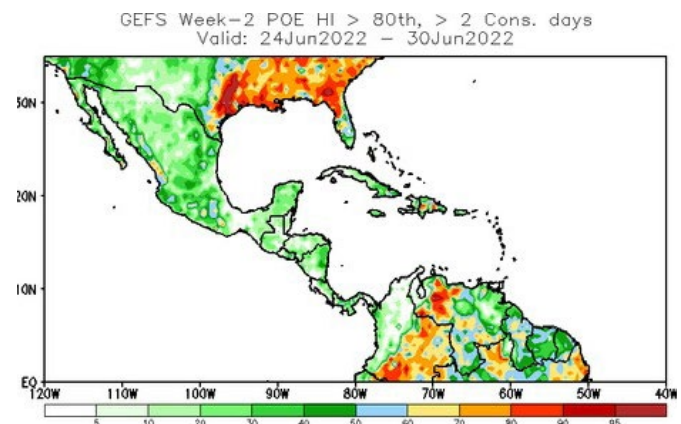 GEFS Week-2 POE HI > 80th, > 2 Cons. days
Valid: 24Jun2022 - 30Jun2022
30N
20N
10N
EQ
120W 110W 100W 90W 80W 70W 60W 50W 40W
5 10 20 30 40 50 60 70 80 90 95